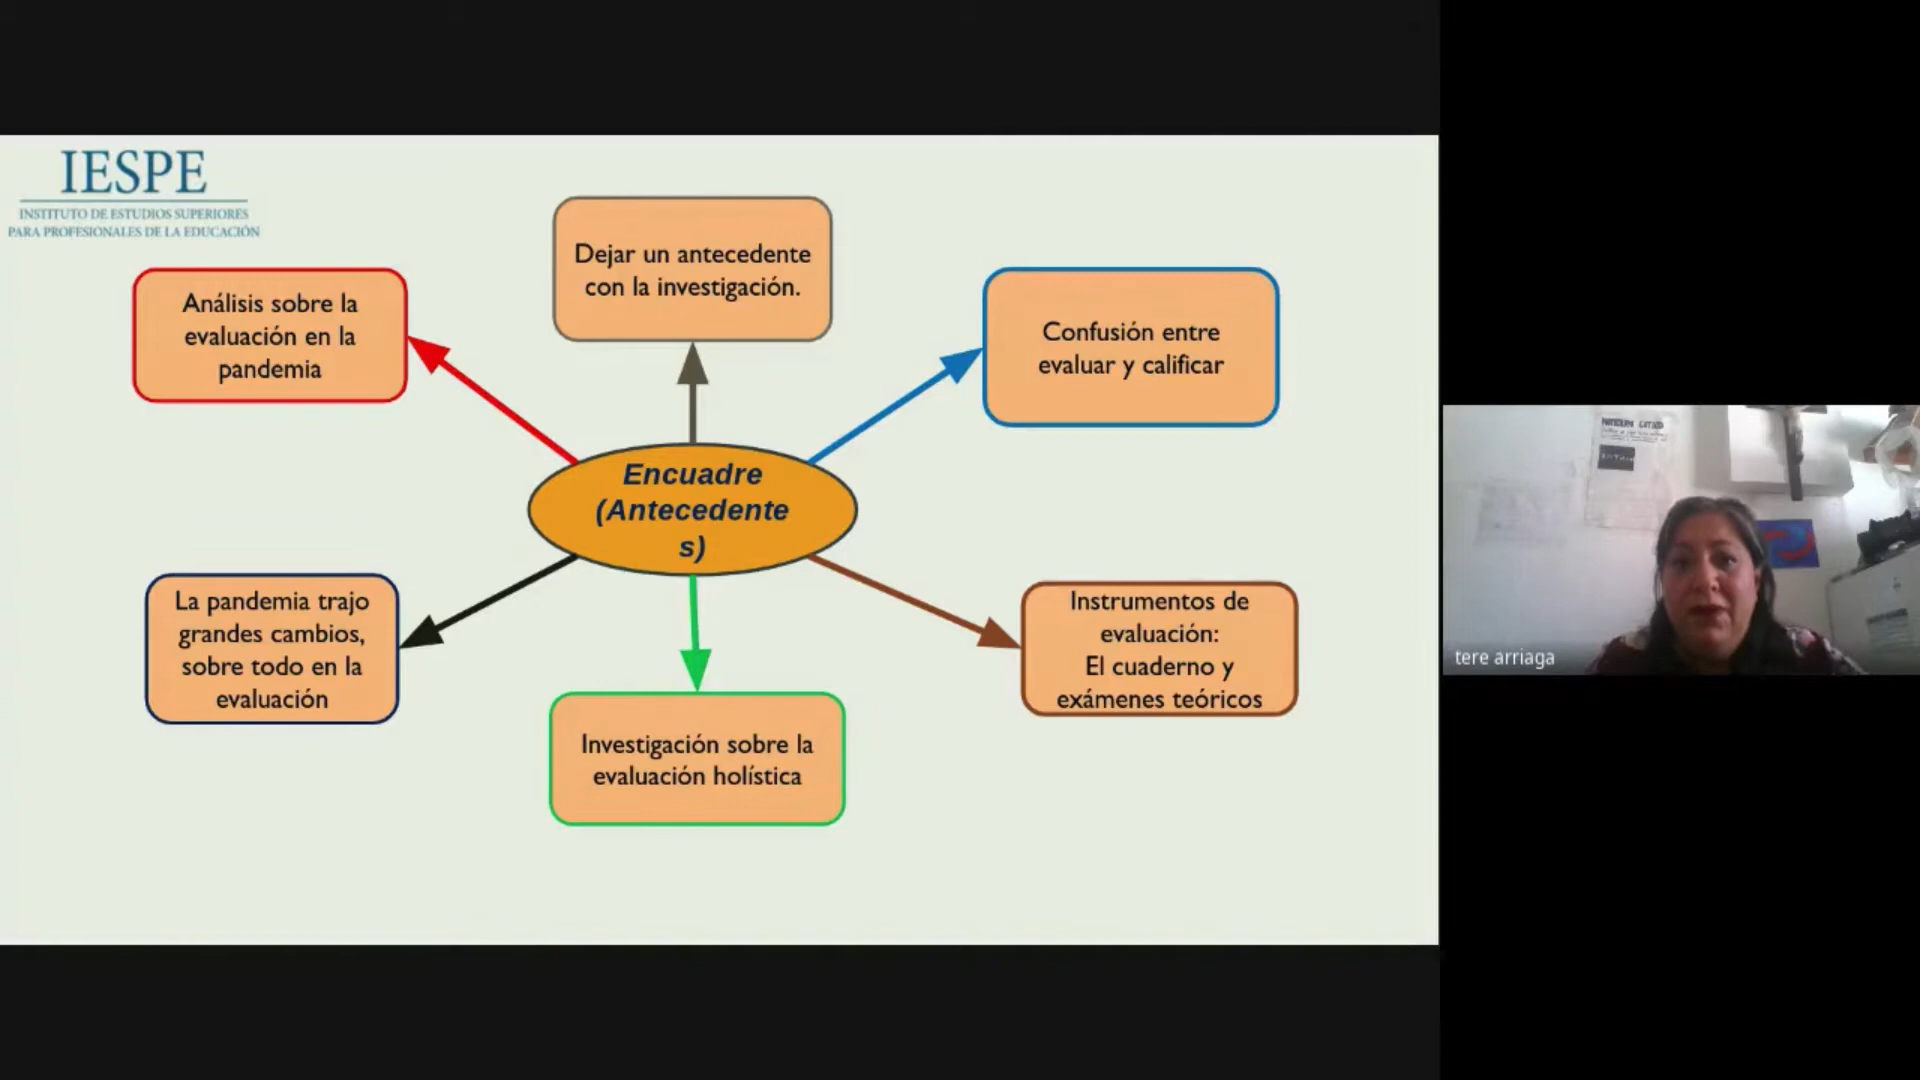 IESPE
INSTITUTO DE ESTUDIOS SUPERIORES
PARA PROFESIONALES DE LA EDUCACIÓN
Dejar un antecedente
con la investigación.
Análisis sobre la
evaluación en la
pandemia
Confusión entre
evaluar y calificar
Encuadre
(Antecedente
s)
La pandemia trajo
grandes cambios,
sobre todo en la
evaluación
Instrumentos de
evaluación:
El cuaderno y
exámenes teóricos
Investigación sobre la
evaluación holística
tere arriaga